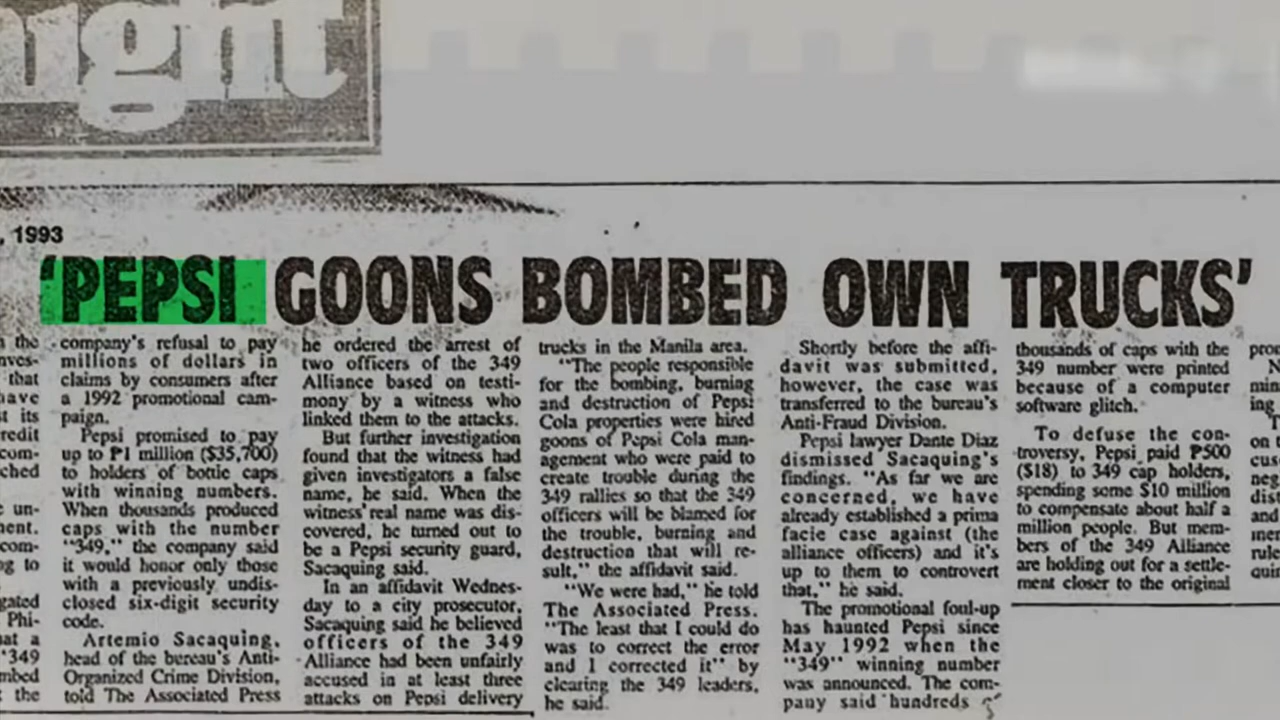 ught
, 1993
'PEPSI GOONS BOMBED OWN TRUCKS'
the
that
have
its
the
company's refusal to pay
millions of dollars in
claims by consumers after
a 1992 promotional cam-
paign.
Pepsi promised to pay
up to ₱1 million ($35,700)
to holders of bottle caps
with winning numbers.
When thousands produced
caps with the number
"349," the company said
it would honor only those
with a previously undis-
closed six-digit security
code.
Artemio Sacaquing,
head of the bureau's Anti-
Organized Crime Division,
told The Associated Press
he ordered the arrest of
two officers of the 349
Alliance based on testi-
mony by a witness who
linked them to the attacks.
But further investigation
found that the witness had
given investigators a false
name, he said. When the
witness' real name was dis-
covered, he turned out to
be a Pepsi security guard,
Sacaquing said.
In an affidavit Wednes-
day to a city prosecutor,
Sacaquing said he believed
officers of the 349
Alliance had been unfairly
accused in at least three
attacks on Pepsi delivery
trucks in the Manila area.
"The people responsible
for the bombing, burning
and destruction of Pepsi
Cola properties were hired
goons of Pepsi Cola man-
agement who were paid to
create trouble during the
349 rallies so that the 349
officers will be blamed for
the trouble, burning and
destruction that will re-
sult," the affidavit said.
"We were had," he told
The Associated Press.
"The least that I could do
was to correct the error
and I corrected it" by
clearing the 349 leaders,
he said.
Shortly before the affi-
davit was submitted,
however, the case was
transferred to the bureau's
Anti-Fraud Division.
Pepsi lawyer Dante Diaz
dismissed Sacaquing's
findings. "As far we are
concerned, we have
already established a prima
facie case against (the
alliance officers) and it's
up to them to controvert
that," he said.
The promotional foul-up
has haunted Pepsi since
May 1992 when the
"349" winning number
was announced. The com-
pany said hundreds
thousands of caps with the
349 number were printed
because of a computer
software glitch.
To defuse the con-
troversy, Pepsi paid ₱500
($18) to 349 cap holders,
spending some $10 million
to compensate about half a
million people. But mem-
bers of the 349 Alliance
are holding out for a settle-
ment closer to the original